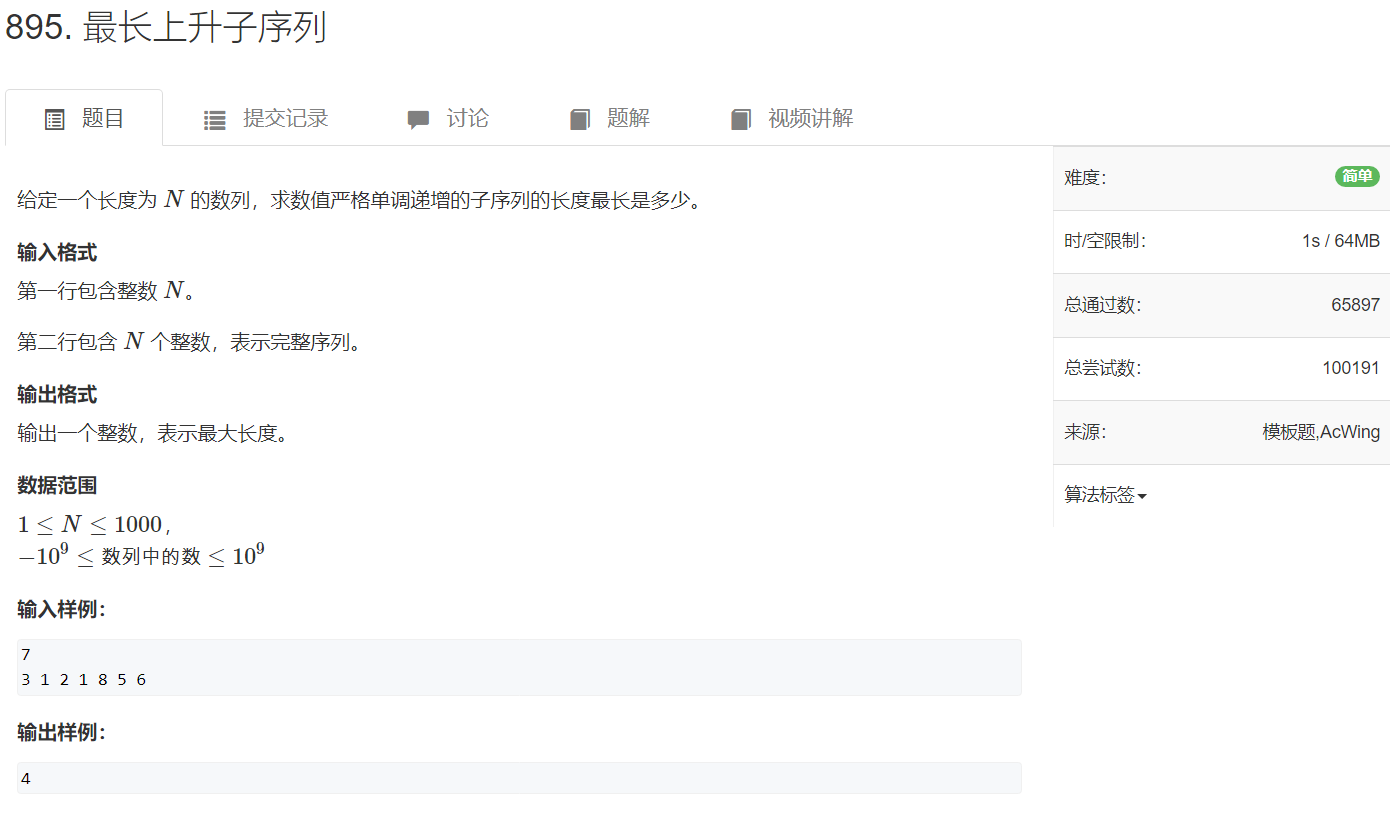 895. 最长上升子序列
题目 提交记录 讨论 题解 视频讲解
给定一个长度为 N 的数列，求数值严格单调递增的子序列的长度最长是多少。
输入格式
第一行包含整数 N。
第二行包含 N 个整数，表示完整序列。
输出格式
输出一个整数，表示最大长度。
数据范围
1 ≤ N ≤ 1000，
−10⁹ ≤ 数列中的数 ≤ 10⁹
输入样例：
7
3 1 2 1 8 5 6
输出样例：
4
难度： 简单
时/空限制： 1s / 64MB
总通过数： 65897
总尝试数： 100191
来源： 模板题,AcWing
算法标签